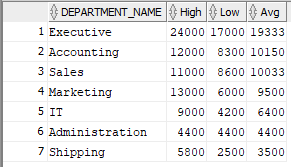 DEPARTMENT_NAME High Low Avg
1 Executive 24000 17000 19333
2 Accounting 12000 8300 10150
3 Sales 11000 8600 10033
4 Marketing 13000 6000 9500
5 IT 9000 4200 6400
6 Administration 4400 4400 4400
7 Shipping 5800 2500 3500